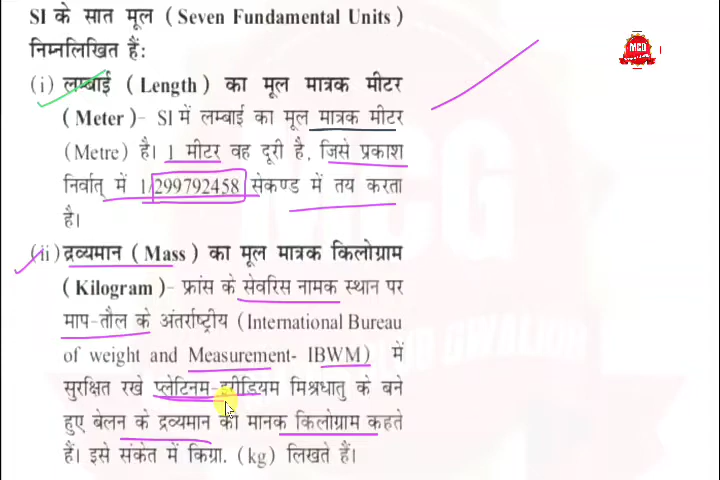 SI के सात मूल (Seven Fundamental Units)
निम्नलिखित हैं:
(i) लम्बाई (Length) का मूल मात्रक मीटर
(Meter)- SI में लम्बाई का मूल मात्रक मीटर
(Metre) है। 1 मीटर वह दूरी है, जिसे प्रकाश
निर्वात् में 1/299792458 सेकण्ड में तय करता
है।
(ii) द्रव्यमान (Mass) का मूल मात्रक किलोग्राम
(Kilogram)- फ्रांस के सेवरिस नामक स्थान पर
माप-तौल के अंतर्राष्ट्रीय (International Bureau
of weight and Measurement- IBWM) में
सुरक्षित रखे प्लेटिनम-इरीडियम मिश्रधातु के बने
हुए बेलन के द्रव्यमान को मानक किलोग्राम कहते
हैं। इसे संकेत में किग्रा. (kg) लिखते हैं।
MCG